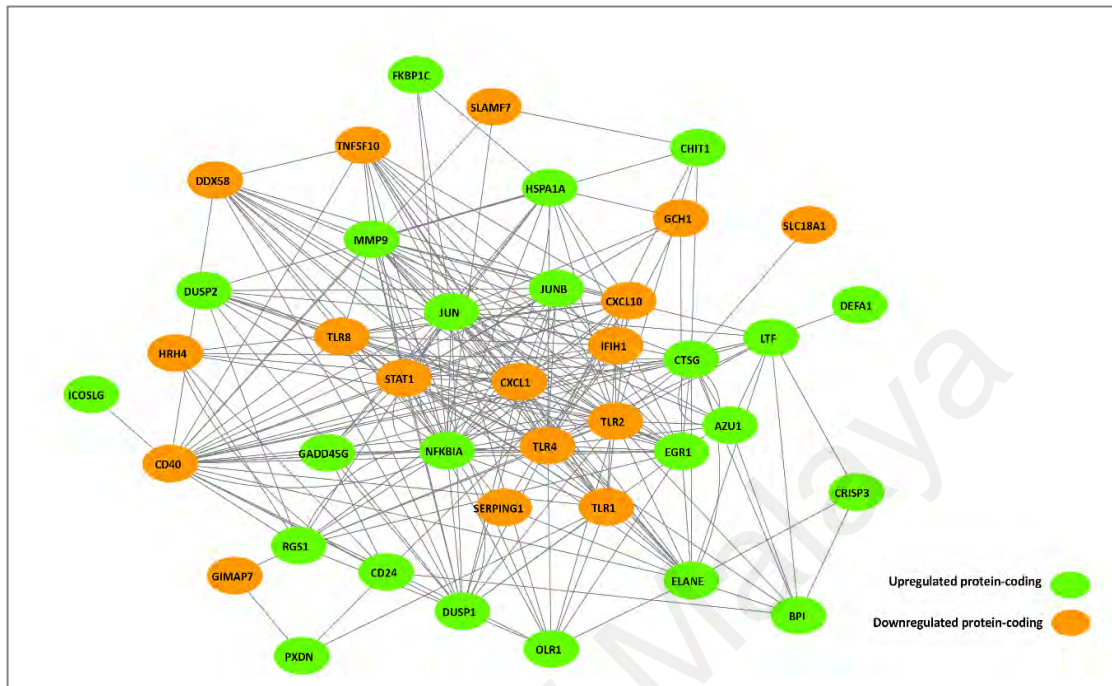 FKBP1C
SLAMF7
TNFSF10
CHIT1
DDX58
HSPA1A
GCH1
SLC18A1
MMP9
DUSP2
JUNB
CXCL10
DEFA1
JUN
TLR8
IFIH1
LTF
HRH4
CTSG
STAT1
CXCL1
ICOSLG
TLR2
AZU1
CD40
GADD45G
NFKBIA
TLR4
EGR1
CRISP3
SERPING1
TLR1
RGS1
GIMAP7
CD24
ELANE
Upregulated protein-coding
DUSP1
BPI
Downregulated protein-coding
PXDN
OLR1
Malaya